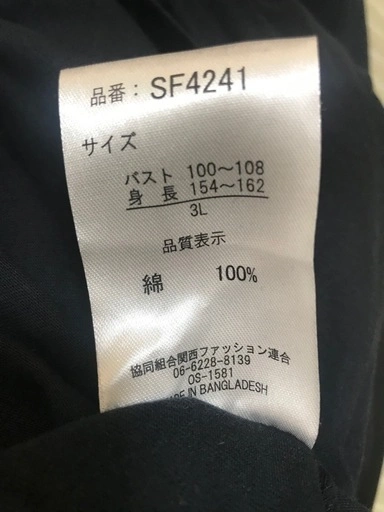 品番：SF4241
サイズ
バスト 100～108
身長 154～162
3L
品質表示
綿 100%
協同組合関西ファッション連合
06-6228-8139
OS-1581
MADE IN BANGLADESH